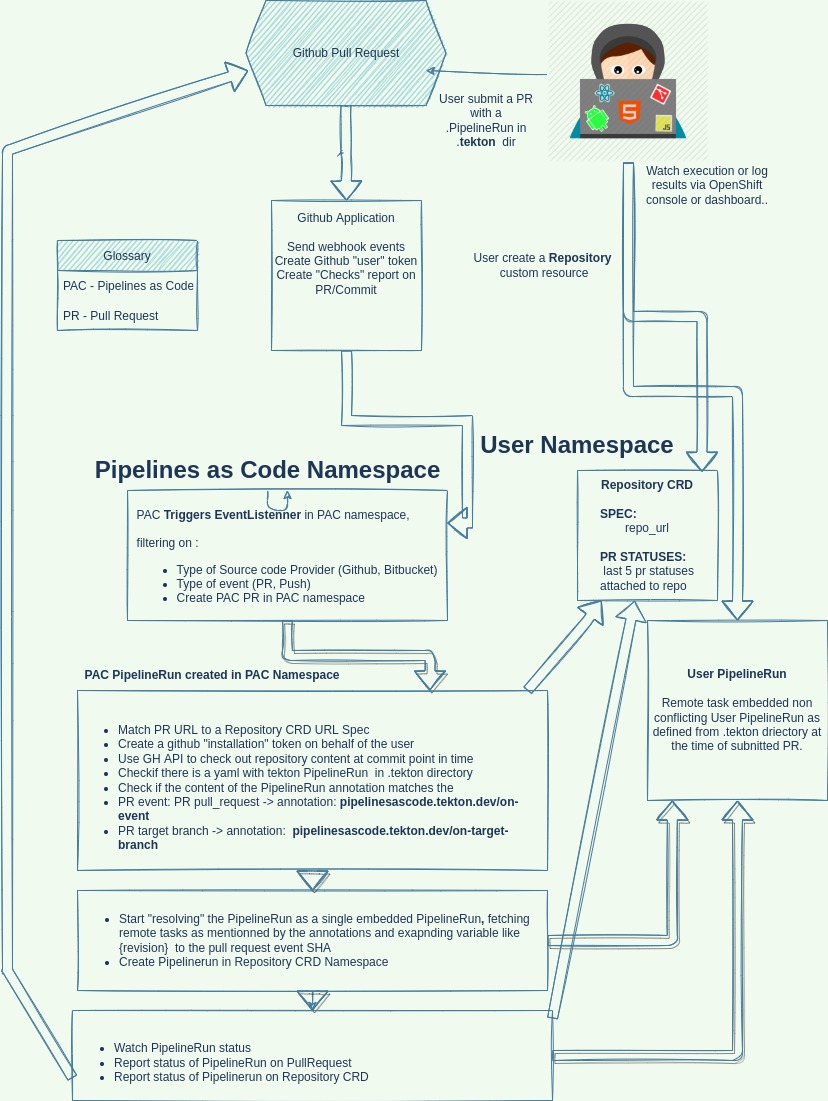 Github Pull Request
User submit a PR
with a
.PipelineRun in
.tekton dir
JS
Watch execution or log
results via OpenShift
console or dashboard..
Github Application
Send webhook events
Create Github "user" token
Create "Checks" report on
PR/Commit
User create a Repository
custom resource
Glossary
PAC - Pipelines as Code
PR - Pull Request
User Namespace
Pipelines as Code Namespace
PAC Triggers EventListenner in PAC namespace,
filtering on :
• Type of Source code Provider (Github, Bitbucket)
• Type of event (PR, Push)
• Create PAC PR in PAC namespace
Repository CRD
SPEC:
repo_url
PR STATUSES:
last 5 pr statuses
attached to repo
PAC PipelineRun created in PAC Namespace
• Match PR URL to a Repository CRD URL Spec
• Create a github "installation" token on behalf of the user
• Use GH API to check out repository content at commit point in time
• Checkif there is a yaml with tekton PipelineRun in .tekton directory
• Check if the content of the PipelineRun annotation matches the
• PR event: PR pull_request -> annotation: pipelinesascode.tekton.dev/on-
event
• PR target branch -> annotation: pipelinesascode.tekton.dev/on-target-
branch
User PipelineRun
Remote task embedded non
conflicting User PipelineRun as
defined from .tekton driectory at
the time of subnitted PR.
• Start "resolving" the PipelineRun as a single embedded PipelineRun, fetching
remote tasks as mentionned by the annotations and exapnding variable like
{revision} to the pull request event SHA
• Create Pipelinerun in Repository CRD Namespace
• Watch PipelineRun status
• Report status of PipelineRun on PullRequest
• Report status of Pipelinerun on Repository CRD